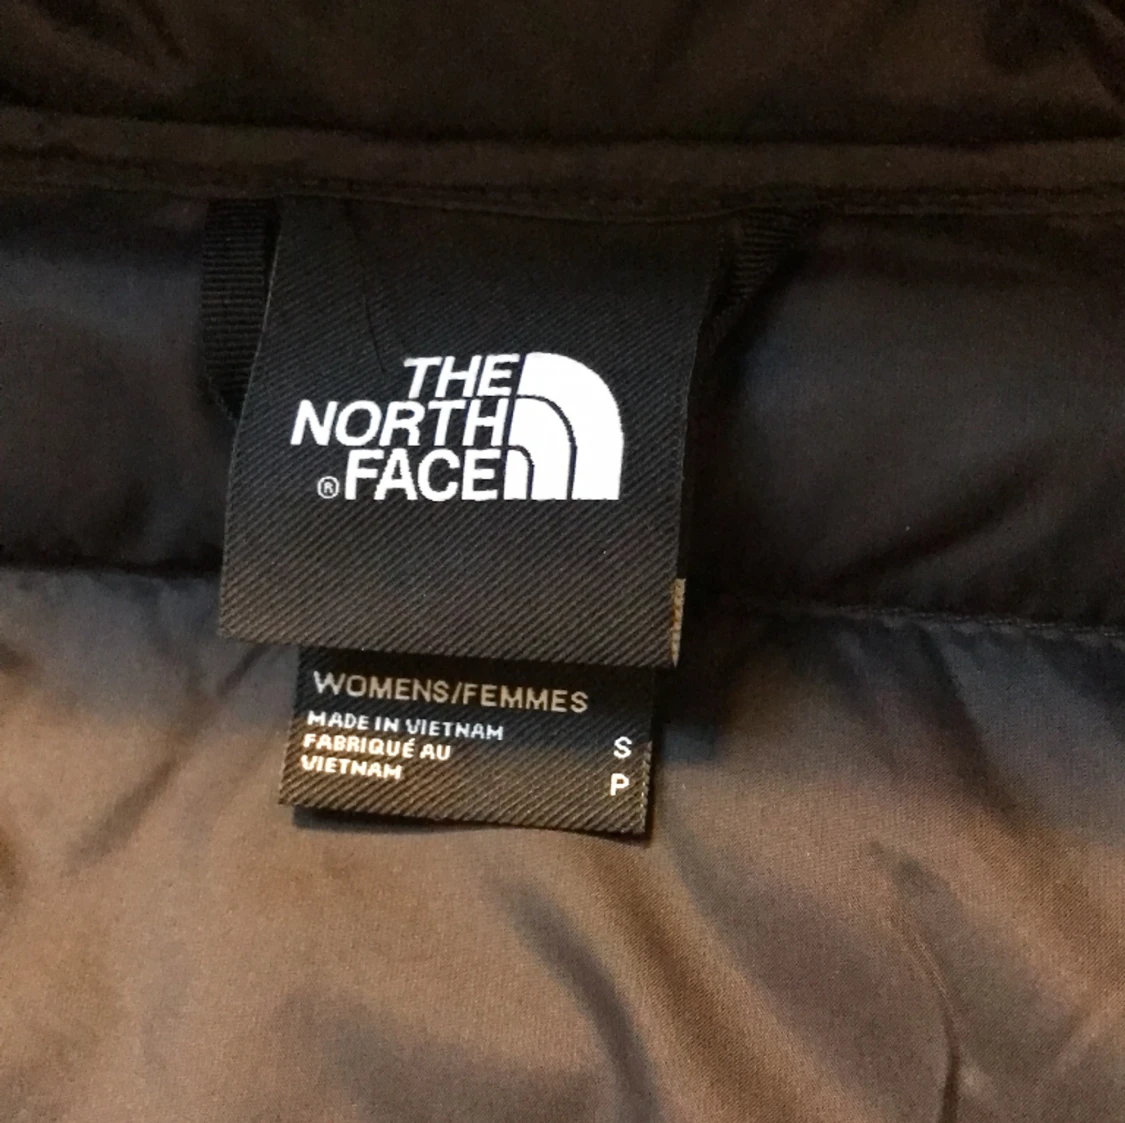 THE
NORTH
® FACE
WOMENS/FEMMES
MADE IN VIETNAM
FABRIQUÉ AU
VIETNAM
S
P